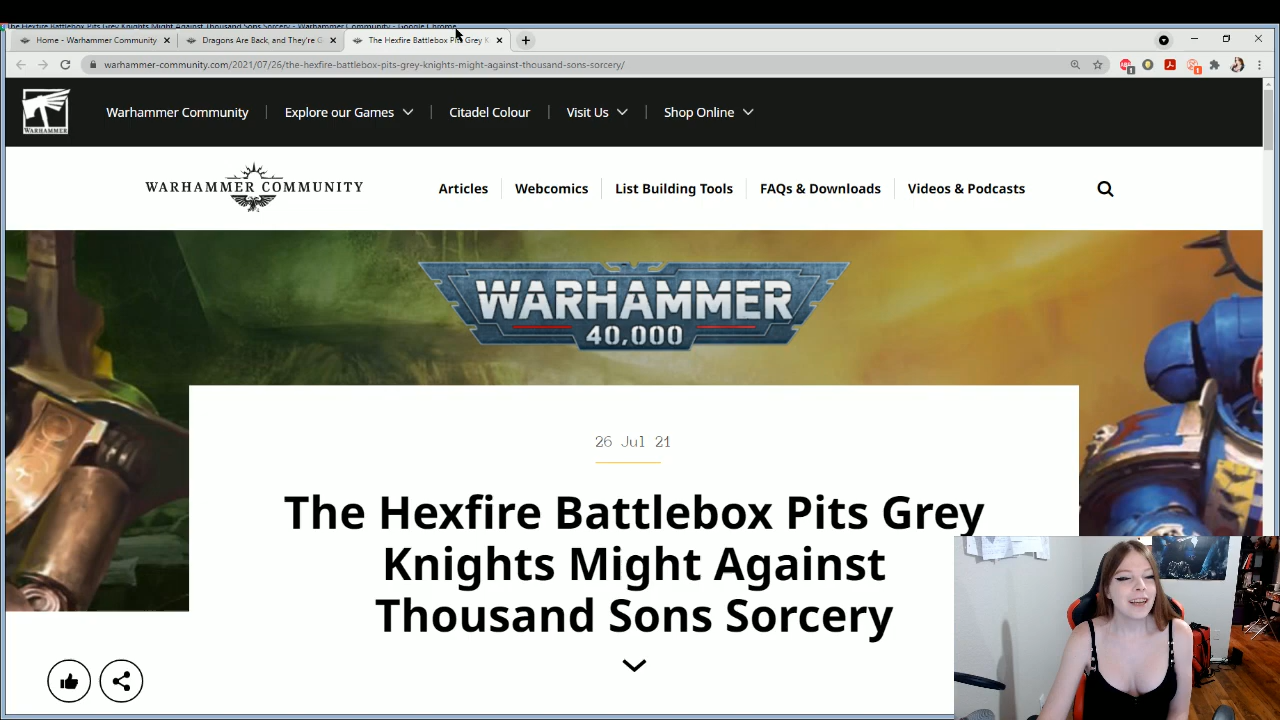 The Hexfire Battlebox Pits Grey Knights Might Against Thousand Sons Sorcery - Warhammer Community - Google Chrome
Home - Warhammer Community
Dragons Are Back, and They're G
The Hexfire Battlebox Pits Grey K
warhammer-community.com/2021/07/26/the-hexfire-battlebox-pits-grey-knights-might-against-thousand-sons-sorcery/
1
1
WARHAMMER
Warhammer Community
Explore our Games
Citadel Colour
Visit Us
Shop Online
WARHAMMER COMMUNITY
Articles
Webcomics
List Building Tools
FAQs & Downloads
Videos & Podcasts
WARHAMMER
40,000
26 Jul 21
The Hexfire Battlebox Pits Grey
Knights Might Against
Thousand Sons Sorcery